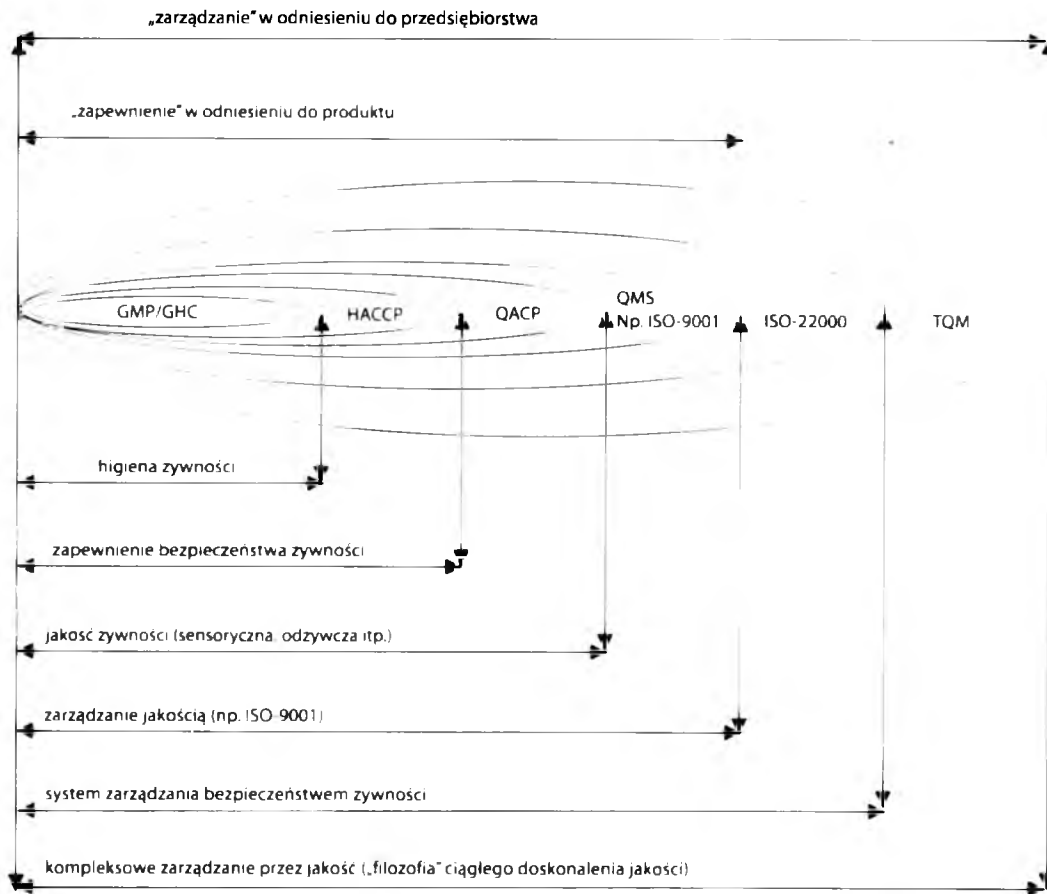 „zarządzanie” w odniesieniu do przedsiębiorstwa
„zapewnienie” w odniesieniu do produktu
GMP/GHC
HACCP
QACP
QMS
Np. ISO-9001
ISO-22000
TQM
higiena żywności
zapewnienie bezpieczeństwa żywności
jakość żywności (sensoryczna, odżywcza itp.)
zarządzanie jakością (np. ISO-9001)
system zarządzania bezpieczeństwem żywności
kompleksowe zarządzanie przez jakość („filozofia” ciągłego doskonalenia jakości)